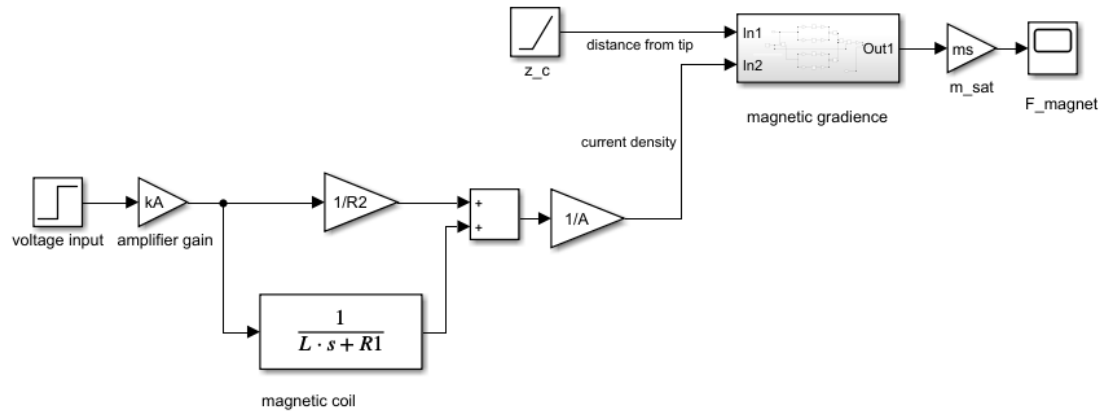 z_c
distance from tip
In1
In2
Out1
magnetic gradience
ms
m_sat
F_magnet
current density
voltage input
kA
amplifier gain
1/R2
+
+
1/A
1
L · s + R1
magnetic coil